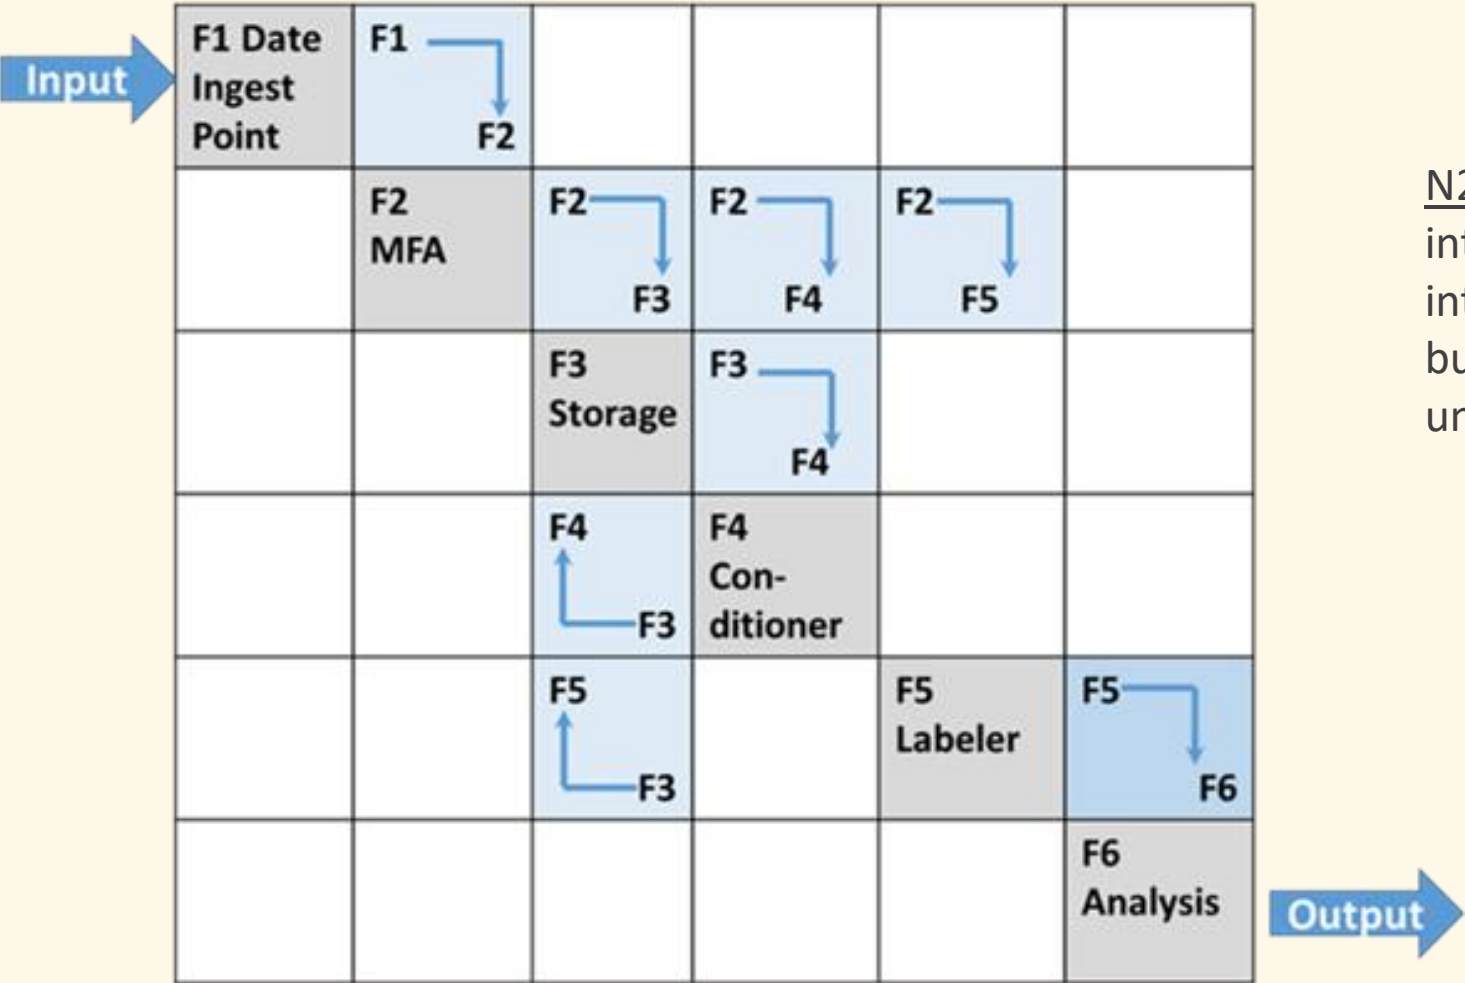 Input
F1 Date
Ingest
Point
F1
F2
F2
MFA
F2
F3
F2
F4
F2
F5
F3
Storage
F3
F4
F4
F3
F4
Con-
ditioner
F5
F3
F5
Labeler
F5
F6
F6
Analysis
Output